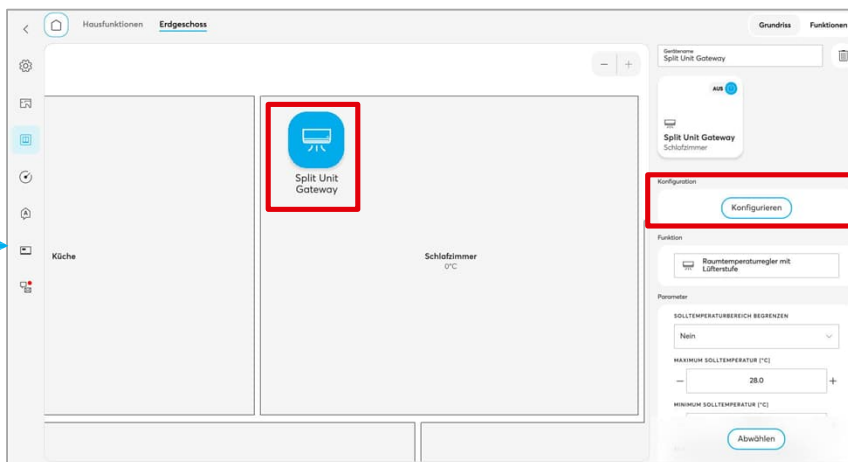 Hausfunktionen
Erdgeschoss
Grundriss
Funktionen
Gerätename
Split Unit Gateway
AUS
Split Unit Gateway
Schlafzimmer
Split Unit
Gateway
Konfiguration
Konfigurieren
Küche
Schlafzimmer
0°C
Funktion
Raumtemperaturregler mit
Lüfterstufe
Parameter
SOLLTEMPERATURBEREICH BEGRENZEN
Nein
MAXIMUM SOLLTEMPERATUR [°C]
− 28.0 +
MINIMUM SOLLTEMPERATUR [°C]
Abwählen